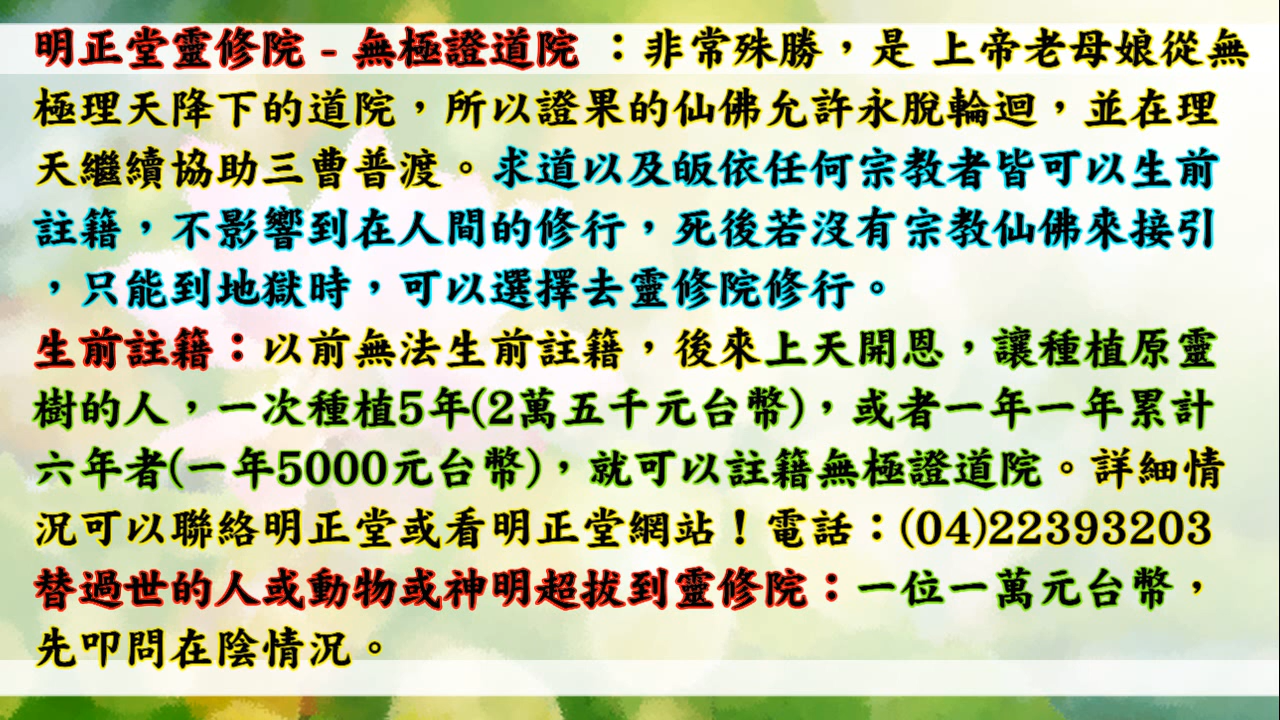 明正堂靈修院 - 無極證道院 ：非常殊勝，是 上帝老母娘從無
極理天降下的道院，所以證果的仙佛允許永脫輪迴，並在理
天繼續協助三曹普渡。求道以及皈依任何宗教者皆可以生前
註籍，不影響到在人間的修行，死後若沒有宗教仙佛來接引
，只能到地獄時，可以選擇去靈修院修行。
生前註籍：以前無法生前註籍，後來上天開恩，讓種植原靈
樹的人，一次種植5年(2萬五千元台幣)，或者一年一年累計
六年者(一年5000元台幣)，就可以註籍無極證道院。詳細情
況可以聯絡明正堂或看明正堂網站！電話：(04)22393203
替過世的人或動物或神明超拔到靈修院：一位一萬元台幣，
先叩問在陰情況。